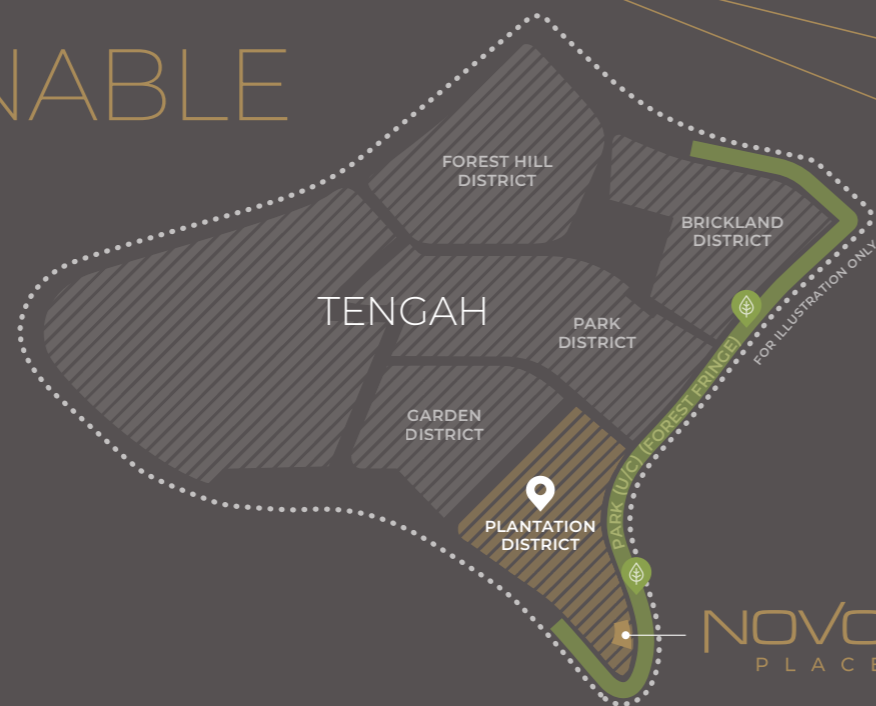 NABLE
FOREST HILL
DISTRICT
BRICKLAND
DISTRICT
TENGAH
PARK
DISTRICT
FOR ILLUSTRATION ONLY
GARDEN
DISTRICT
PARK (U/C) (FOREST FRINGE)
PLANTATION
DISTRICT
NOVO
PLACE